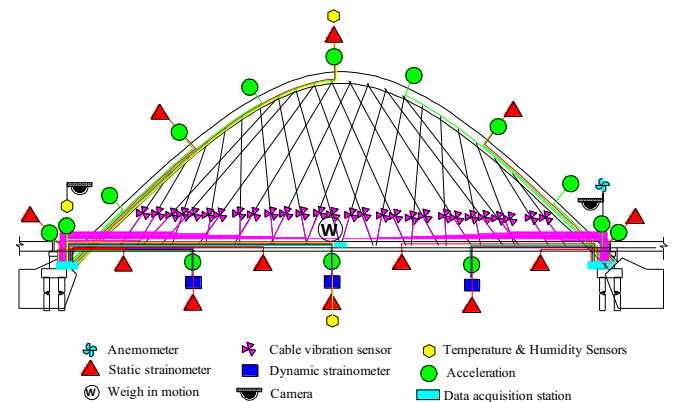 W
Anemometer
Cable vibration sensor
Temperature & Humidity Sensors
Static strainometer
Dynamic strainometer
Acceleration
W
Weigh in motion
Camera
Data acquisition station